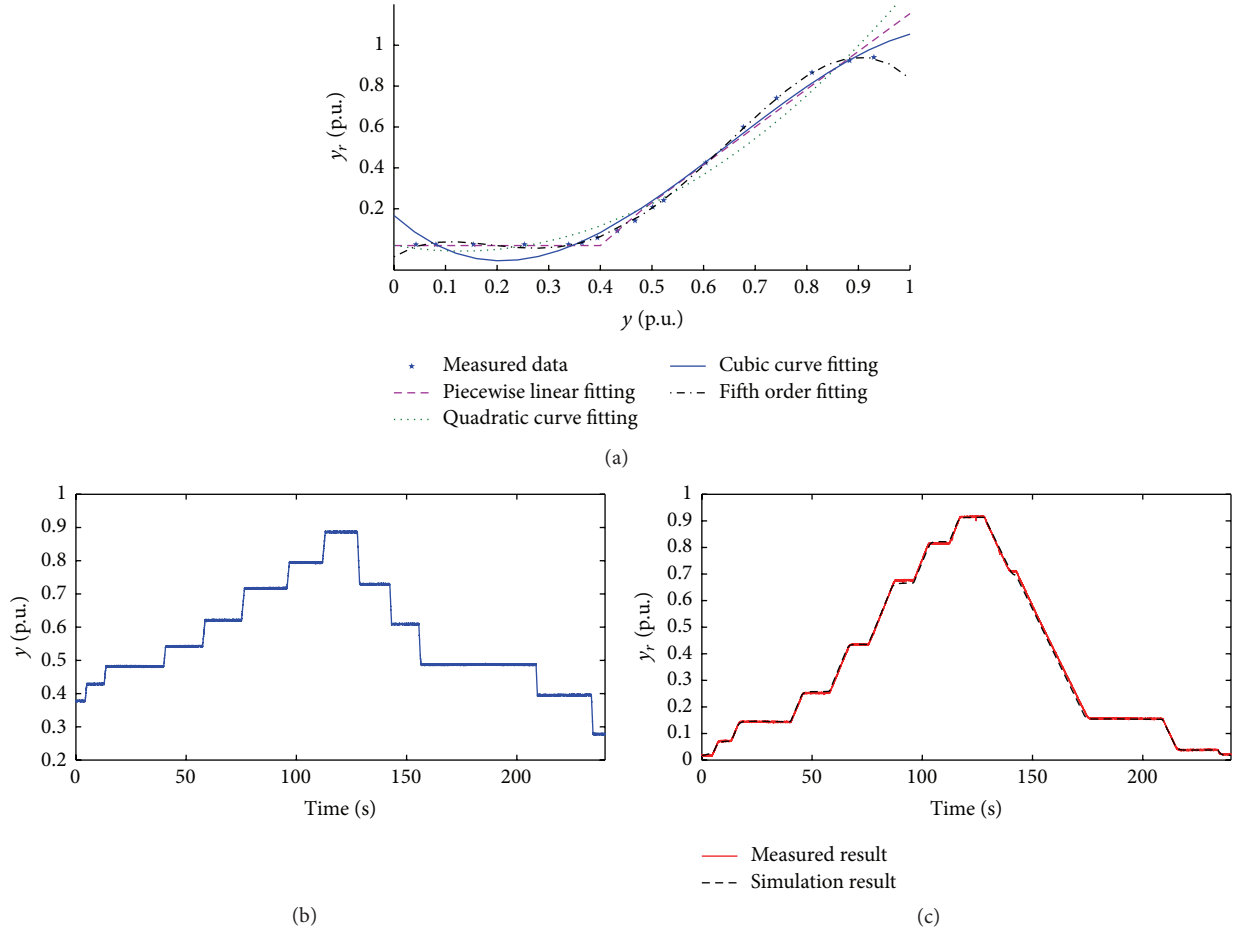 1
0.8
0.6
0.4
0.2
y_r (p.u.)
0 0.1 0.2 0.3 0.4 0.5 0.6 0.7 0.8 0.9 1
y (p.u.)
Measured data
Piecewise linear fitting
Quadratic curve fitting
Cubic curve fitting
Fifth order fitting
(a)
1
0.9
0.8
0.7
0.6
0.5
0.4
0.3
0.2
y (p.u.)
0 50 100 150 200
Time (s)
(b)
1
0.9
0.8
0.7
0.6
0.5
0.4
0.3
0.2
0.1
0
y_r (p.u.)
0 50 100 150 200
Time (s)
Measured result
Simulation result
(c)